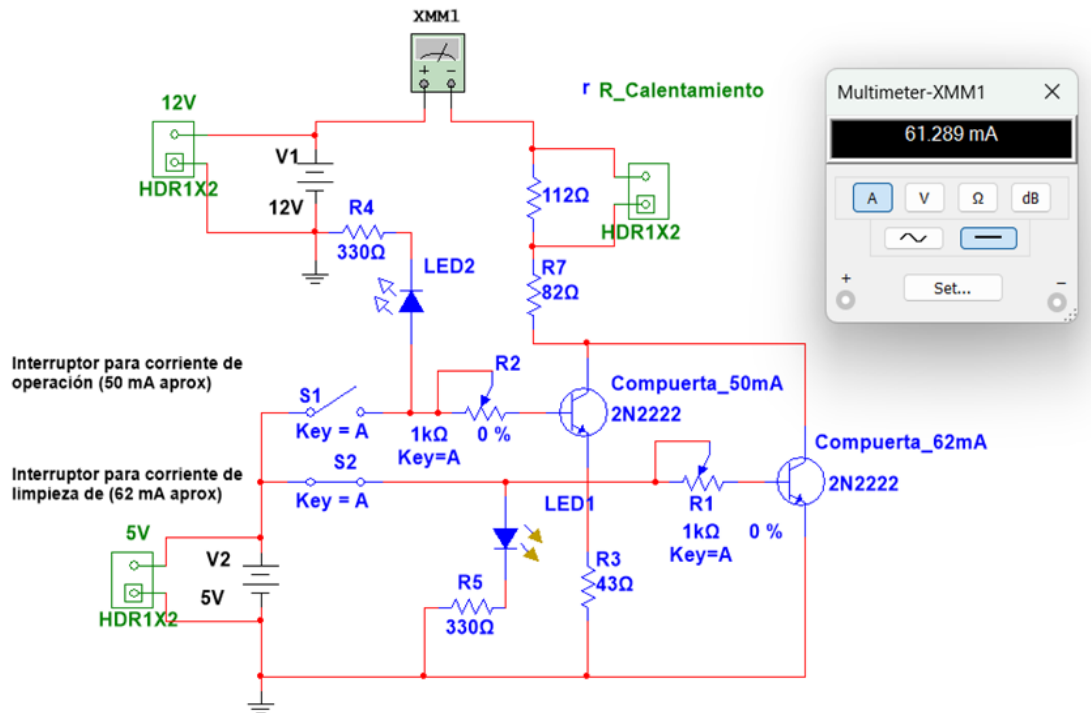 XMM1
r R_Calentamiento
Multimeter-XMM1
61.289 mA
A
V
Ω
dB
+
−
Set...
12V
HDR1X2
V1
12V
R4
330Ω
LED2
112Ω
HDR1X2
R7
82Ω
Interruptor para corriente de
operación (50 mA aprox)
S1
Key = A
R2
1kΩ
0 %
Key=A
Compuerta_50mA
2N2222
Compuerta_62mA
2N2222
Interruptor para corriente de
limpieza de (62 mA aprox)
S2
Key = A
LED1
R1
1kΩ
0 %
Key=A
5V
HDR1X2
V2
5V
R5
330Ω
R3
43Ω